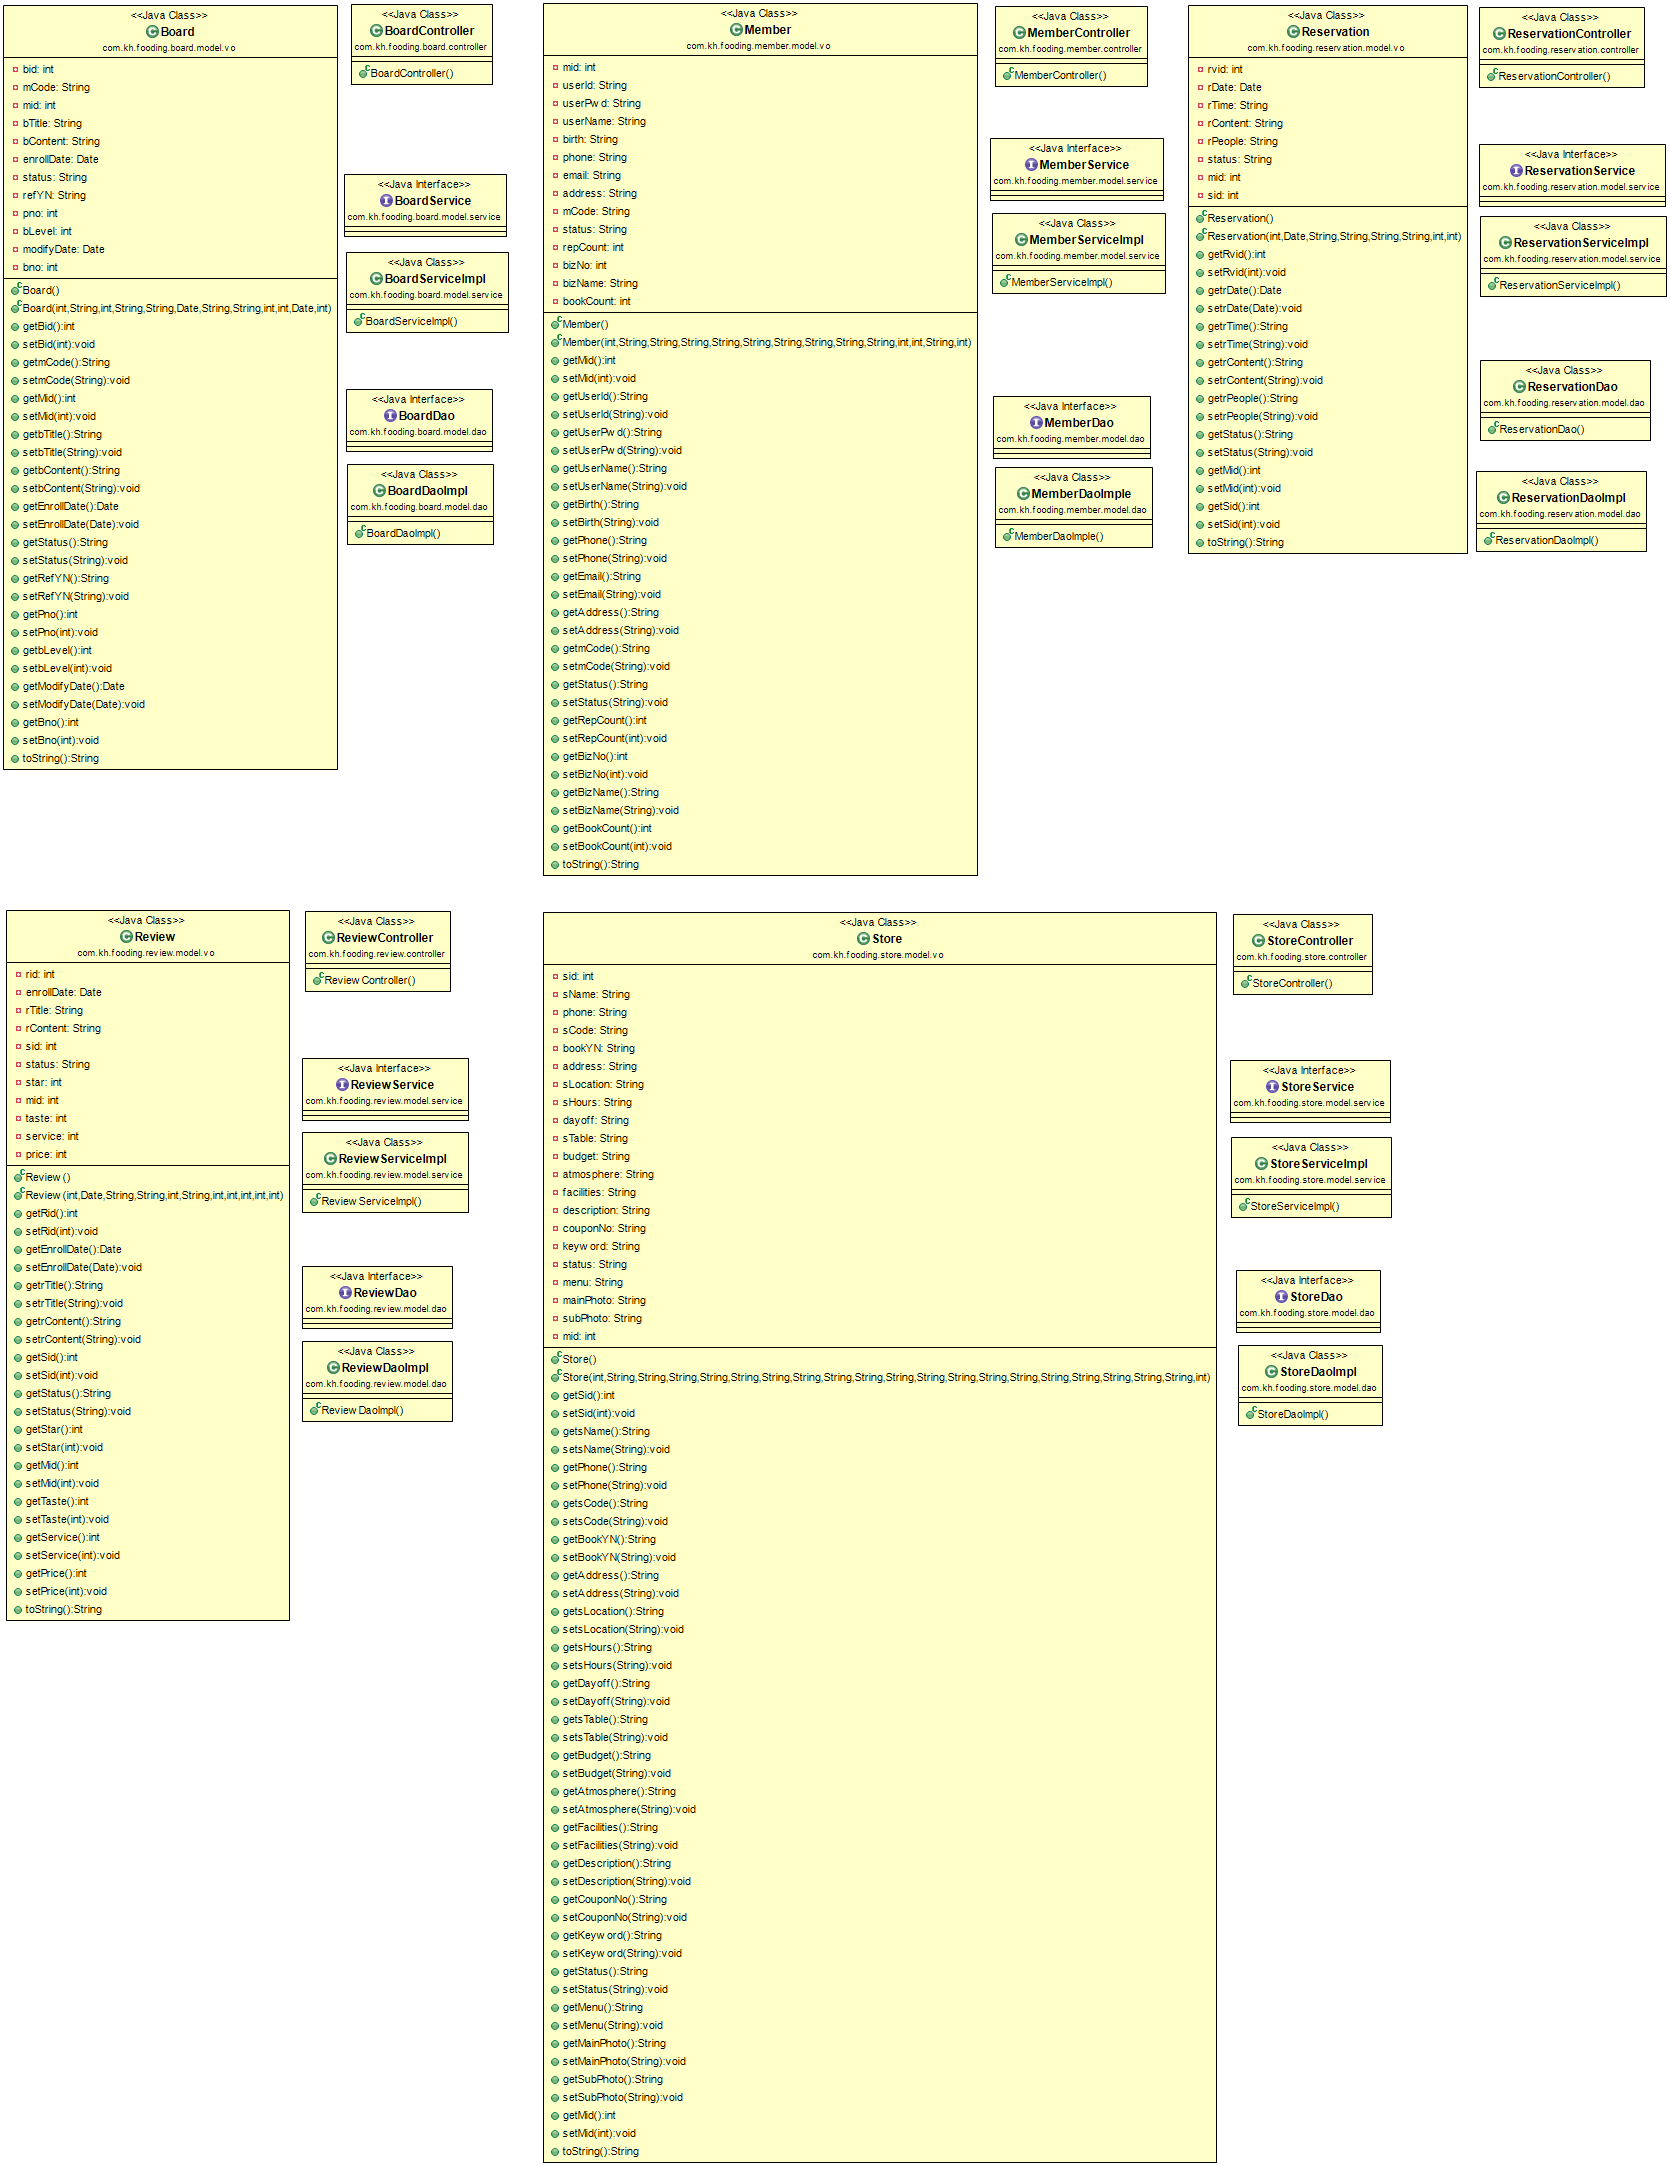 <<Java Class>>
Board
com.kh.fooding.board.model.vo
bid: int
mCode: String
mid: int
bTitle: String
bContent: String
enrollDate: Date
status: String
refYN: String
pno: int
bLevel: int
modifyDate: Date
bno: int
Board()
Board(int,String,int,String,String,Date,String,String,int,int,Date,int)
getBid():int
setBid(int):void
getmCode():String
setmCode(String):void
getMid():int
setMid(int):void
getbTitle():String
setbTitle(String):void
getbContent():String
setbContent(String):void
getEnrollDate():Date
setEnrollDate(Date):void
getStatus():String
setStatus(String):void
getRefYN():String
setRefYN(String):void
getPno():int
setPno(int):void
getbLevel():int
setbLevel(int):void
getModifyDate():Date
setModifyDate(Date):void
getBno():int
setBno(int):void
toString():String
<<Java Class>>
BoardController
com.kh.fooding.board.controller
BoardController()
<<Java Interface>>
BoardService
com.kh.fooding.board.model.service
<<Java Class>>
BoardServiceImpl
com.kh.fooding.board.model.service
BoardServiceImpl()
<<Java Interface>>
BoardDao
com.kh.fooding.board.model.dao
<<Java Class>>
BoardDaoImpl
com.kh.fooding.board.model.dao
BoardDaoImpl()
<<Java Class>>
Member
com.kh.fooding.member.model.vo
mid: int
userId: String
userPwd: String
userName: String
birth: String
phone: String
email: String
address: String
mCode: String
status: String
repCount: int
bizNo: int
bizName: String
bookCount: int
Member()
Member(int,String,String,String,String,String,String,String,String,String,int,int,String,int)
getMid():int
setMid(int):void
getUserId():String
setUserId(String):void
getUserPwd():String
setUserPwd(String):void
getUserName():String
setUserName(String):void
getBirth():String
setBirth(String):void
getPhone():String
setPhone(String):void
getEmail():String
setEmail(String):void
getAddress():String
setAddress(String):void
getmCode():String
setmCode(String):void
getStatus():String
setStatus(String):void
getRepCount():int
setRepCount(int):void
getBizNo():int
setBizNo(int):void
getBizName():String
setBizName(String):void
getBookCount():int
setBookCount(int):void
toString():String
<<Java Class>>
MemberController
com.kh.fooding.member.controller
MemberController()
<<Java Interface>>
MemberService
com.kh.fooding.member.model.service
<<Java Class>>
MemberServiceImpl
com.kh.fooding.member.model.service
MemberServiceImpl()
<<Java Interface>>
MemberDao
com.kh.fooding.member.model.dao
<<Java Class>>
MemberDaoImple
com.kh.fooding.member.model.dao
MemberDaoImple()
<<Java Class>>
Reservation
com.kh.fooding.reservation.model.vo
rvid: int
rDate: Date
rTime: String
rContent: String
rPeople: String
status: String
mid: int
sid: int
Reservation()
Reservation(int,Date,String,String,String,String,int,int)
getRvid():int
setRvid(int):void
getrDate():Date
setrDate(Date):void
getrTime():String
setrTime(String):void
getrContent():String
setrContent(String):void
getrPeople():String
setrPeople(String):void
getStatus():String
setStatus(String):void
getMid():int
setMid(int):void
getSid():int
setSid(int):void
toString():String
<<Java Class>>
ReservationController
com.kh.fooding.reservation.controller
ReservationController()
<<Java Interface>>
ReservationService
com.kh.fooding.reservation.model.service
<<Java Class>>
ReservationServiceImpl
com.kh.fooding.reservation.model.service
ReservationServiceImpl()
<<Java Class>>
ReservationDao
com.kh.fooding.reservation.model.dao
ReservationDao()
<<Java Class>>
ReservationDaoImpl
com.kh.fooding.reservation.model.dao
ReservationDaoImpl()
<<Java Class>>
Review
com.kh.fooding.review.model.vo
rid: int
enrollDate: Date
rTitle: String
rContent: String
sid: int
status: String
star: int
mid: int
taste: int
service: int
price: int
Review()
Review(int,Date,String,String,int,String,int,int,int,int,int)
getRid():int
setRid(int):void
getEnrollDate():Date
setEnrollDate(Date):void
getrTitle():String
setrTitle(String):void
getrContent():String
setrContent(String):void
getSid():int
setSid(int):void
getStatus():String
setStatus(String):void
getStar():int
setStar(int):void
getMid():int
setMid(int):void
getTaste():int
setTaste(int):void
getService():int
setService(int):void
getPrice():int
setPrice(int):void
toString():String
<<Java Class>>
ReviewController
com.kh.fooding.review.controller
ReviewController()
<<Java Interface>>
ReviewService
com.kh.fooding.review.model.service
<<Java Class>>
ReviewServiceImpl
com.kh.fooding.review.model.service
ReviewServiceImpl()
<<Java Interface>>
ReviewDao
com.kh.fooding.review.model.dao
<<Java Class>>
ReviewDaoImpl
com.kh.fooding.review.model.dao
ReviewDaoImpl()
<<Java Class>>
Store
com.kh.fooding.store.model.vo
sid: int
sName: String
phone: String
sCode: String
bookYN: String
address: String
sLocation: String
sHours: String
dayoff: String
sTable: String
budget: String
atmosphere: String
facilities: String
description: String
couponNo: String
keyword: String
status: String
menu: String
mainPhoto: String
subPhoto: String
mid: int
Store()
Store(int,String,String,String,String,String,String,String,String,String,String,String,String,String,String,String,String,String,String,String,int)
getSid():int
setSid(int):void
getsName():String
setsName(String):void
getPhone():String
setPhone(String):void
getsCode():String
setsCode(String):void
getBookYN():String
setBookYN(String):void
getAddress():String
setAddress(String):void
getsLocation():String
setsLocation(String):void
getsHours():String
setsHours(String):void
getDayoff():String
setDayoff(String):void
getsTable():String
setsTable(String):void
getBudget():String
setBudget(String):void
getAtmosphere():String
setAtmosphere(String):void
getFacilities():String
setFacilities(String):void
getDescription():String
setDescription(String):void
getCouponNo():String
setCouponNo(String):void
getKeyword():String
setKeyword(String):void
getStatus():String
setStatus(String):void
getMenu():String
setMenu(String):void
getMainPhoto():String
setMainPhoto(String):void
getSubPhoto():String
setSubPhoto(String):void
getMid():int
setMid(int):void
toString():String
<<Java Class>>
StoreController
com.kh.fooding.store.controller
StoreController()
<<Java Interface>>
StoreService
com.kh.fooding.store.model.service
<<Java Class>>
StoreServiceImpl
com.kh.fooding.store.model.service
StoreServiceImpl()
<<Java Interface>>
StoreDao
com.kh.fooding.store.model.dao
<<Java Class>>
StoreDaoImpl
com.kh.fooding.store.model.dao
StoreDaoImpl()